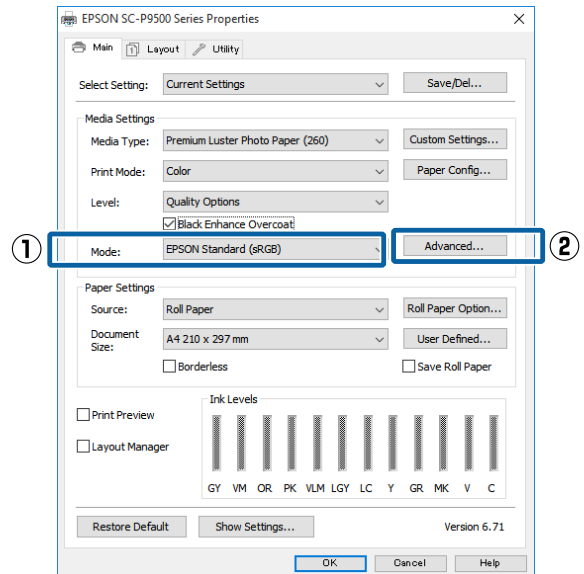 EPSON SC-P9500 Series Properties
Main Layout Utility
Select Setting: Current Settings Save/Del...
Media Settings
Media Type: Premium Luster Photo Paper (260) Custom Settings...
Print Mode: Color Paper Config...
Level: Quality Options
Black Enhance Overcoat
① Mode: EPSON Standard (sRGB) Advanced... ②
Paper Settings
Source: Roll Paper Roll Paper Option...
Document Size: A4 210 x 297 mm User Defined...
Borderless Save Roll Paper
Ink Levels
Print Preview
Layout Manager
GY VM OR PK VLM LGY LC Y GR MK V C
Restore Default Show Settings... Version 6.71
OK Cancel Help